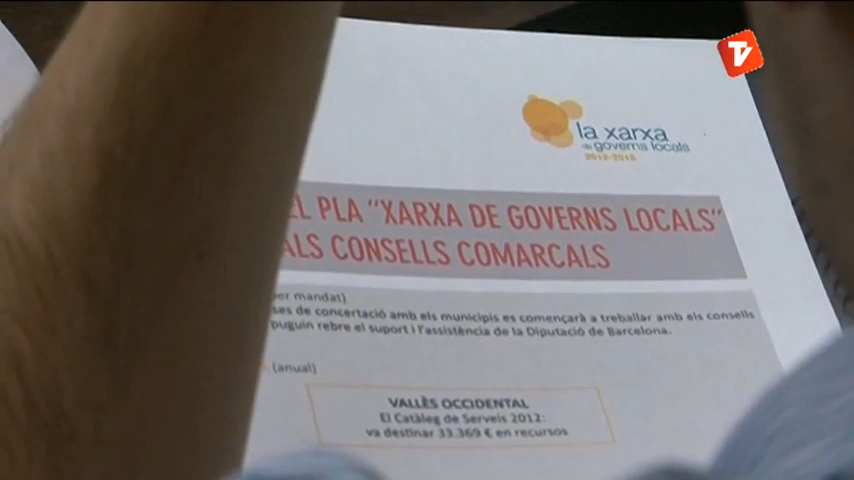 TV
la xarxa
de governs locals
2012-2015
EL PLA "XARXA DE GOVERNS LOCALS"
ALS CONSELLS COMARCALS
per mandat)
ses de concertació amb els municipis es començarà a treballar amb els consells
puguin rebre el suport i l'assistència de la Diputació de Barcelona.
(anual)
VALLÈS OCCIDENTAL
El Catàleg de Serveis 2012:
va destinar 33.369 € en recursos